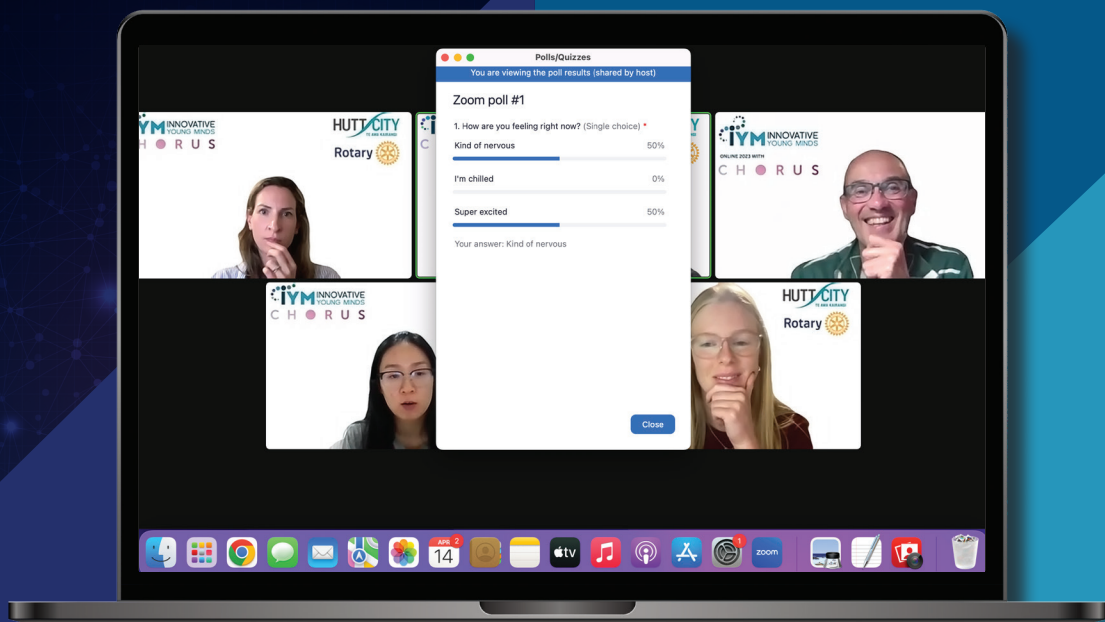 Polls/Quizzes
You are viewing the poll results (shared by host)
Zoom poll #1
1. How are you feeling right now? (Single choice) *
Kind of nervous 50%
I'm chilled 0%
Super excited 50%
Your answer: Kind of nervous
Close
IYM INNOVATIVE
YOUNG MINDS
HORUS
HUTT CITY
TE AWA KAIRANGI
Rotary
C
Y
IYM INNOVATIVE
YOUNG MINDS
ONLINE 2023 WITH
CHORUS
IYM INNOVATIVE
YOUNG MINDS
CHORUS
HUTT CITY
TE AWA KAIRANGI
Rotary
APR 2
14
tv
1
zoom